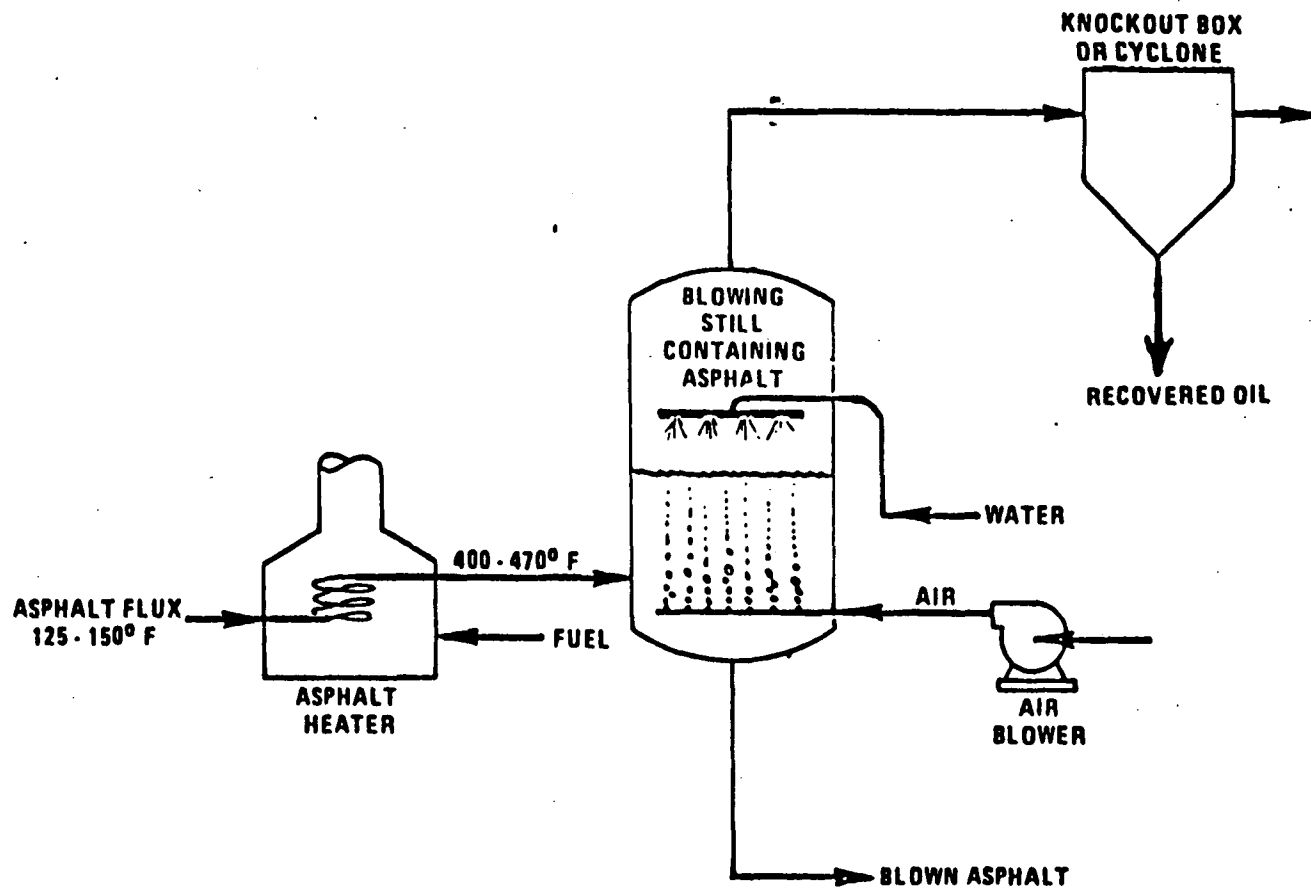 KNOCKOUT BOX
OR CYCLONE
BLOWING
STILL
CONTAINING
ASPHALT
RECOVERED OIL
WATER
400-470° F
AIR
ASPHALT FLUX
125-150° F
FUEL
ASPHALT
HEATER
AIR
BLOWER
BLOWN ASPHALT